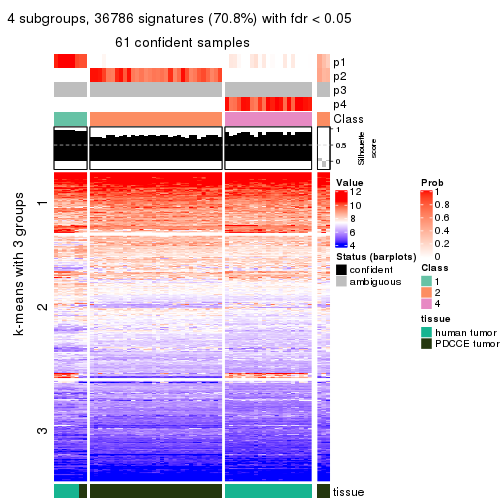 4 subgroups, 36786 signatures (70.8%) with fdr < 0.05
61 confident samples
p1
p2
p3
p4
Class
1
0.5
0
Silhouette
score
k-means with 3 groups
1
2
3
tissue
Value
12
10
8
6
4
Status (barplots)
confident
ambiguous
Prob
1
0.8
0.6
0.4
0.2
0
Class
1
2
4
tissue
human tumor
PDCCE tumor